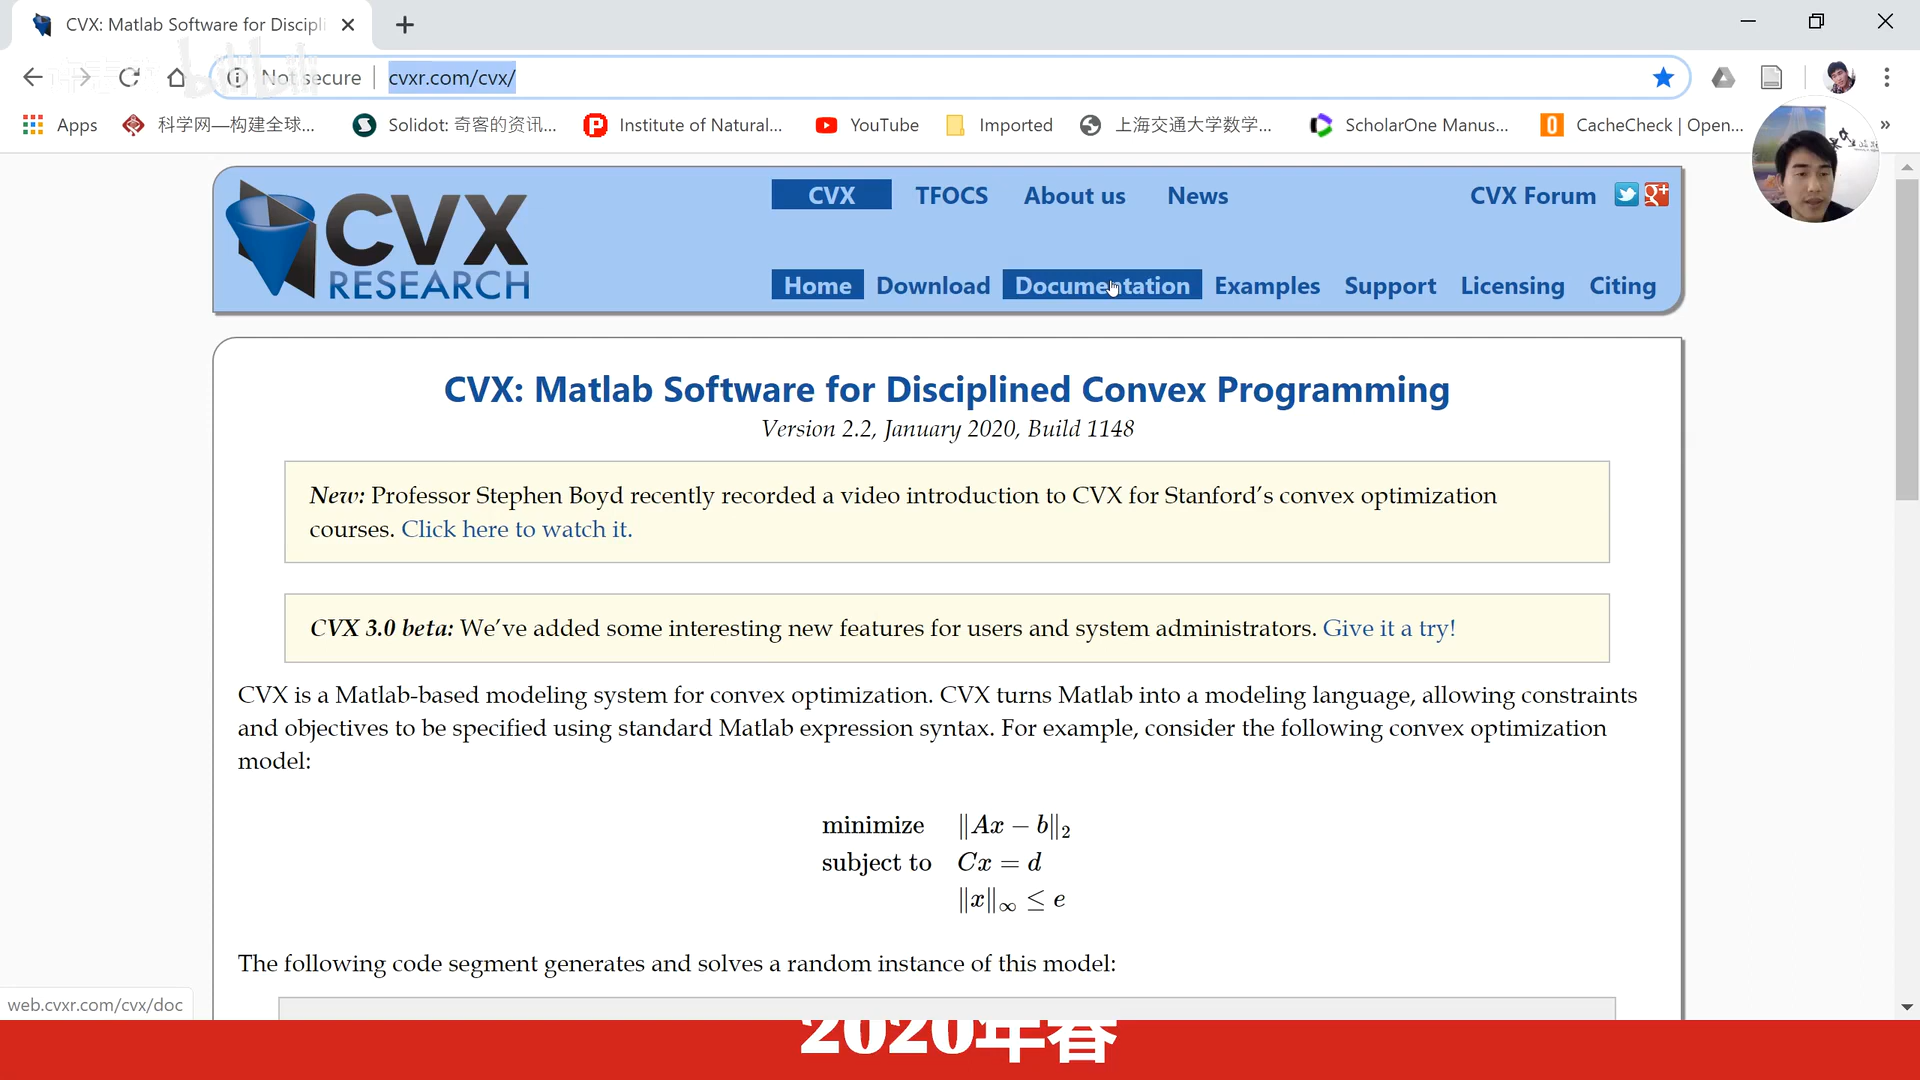 CVX: Matlab Software for Discipli
Not secure | cvxr.com/cvx/
Apps 科学网—构建全球... Solidot: 奇客的资讯... Institute of Natural... YouTube Imported 上海交通大学数学... ScholarOne Manus... CacheCheck | Open... »
CVX TFOCS About us News CVX Forum
CVX
RESEARCH
Home Download Documentation Examples Support Licensing Citing
CVX: Matlab Software for Disciplined Convex Programming
Version 2.2, January 2020, Build 1148
New: Professor Stephen Boyd recently recorded a video introduction to CVX for Stanford's convex optimization
courses. Click here to watch it.
CVX 3.0 beta: We've added some interesting new features for users and system administrators. Give it a try!
CVX is a Matlab-based modeling system for convex optimization. CVX turns Matlab into a modeling language, allowing constraints
and objectives to be specified using standard Matlab expression syntax. For example, consider the following convex optimization
model:
minimize ‖Ax − b‖₂
subject to Cx = d
‖x‖∞ ≤ e
The following code segment generates and solves a random instance of this model:
web.cvxr.com/cvx/doc
2020年春